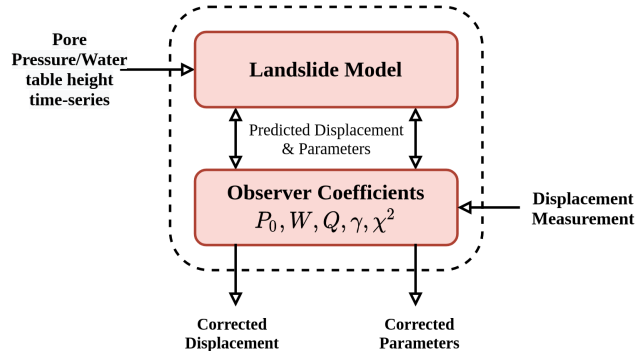 Pore
Pressure/Water
table height
time-series
Landslide Model
Predicted Displacement
& Parameters
Observer Coefficients
P₀, W, Q, γ, χ²
Displacement
Measurement
Corrected
Displacement
Corrected
Parameters